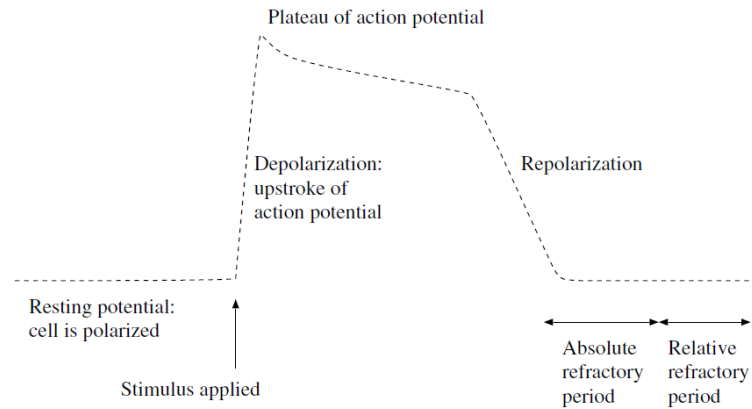 Plateau of action potential
Depolarization:
upstroke of
action potential
Repolarization
Resting potential:
cell is polarized
Stimulus applied
Absolute
refractory
period
Relative
refractory
period